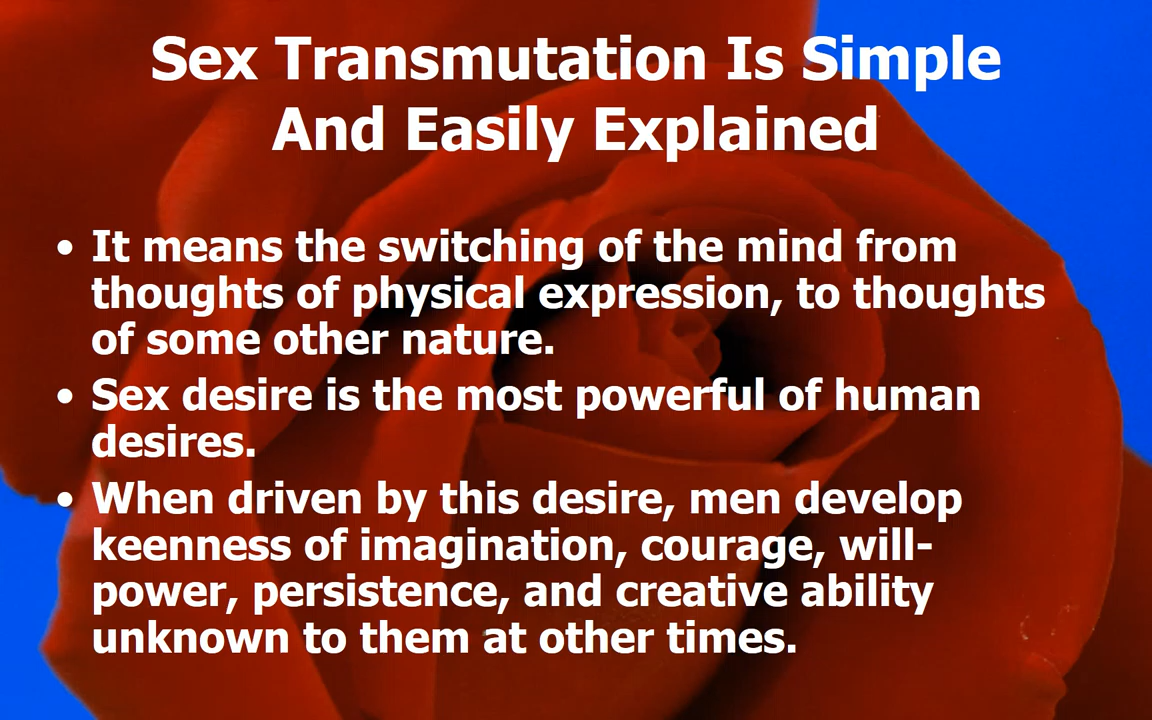 Sex Transmutation Is Simple
And Easily Explained
• It means the switching of the mind from
thoughts of physical expression, to thoughts
of some other nature.
• Sex desire is the most powerful of human
desires.
• When driven by this desire, men develop
keenness of imagination, courage, will-
power, persistence, and creative ability
unknown to them at other times.